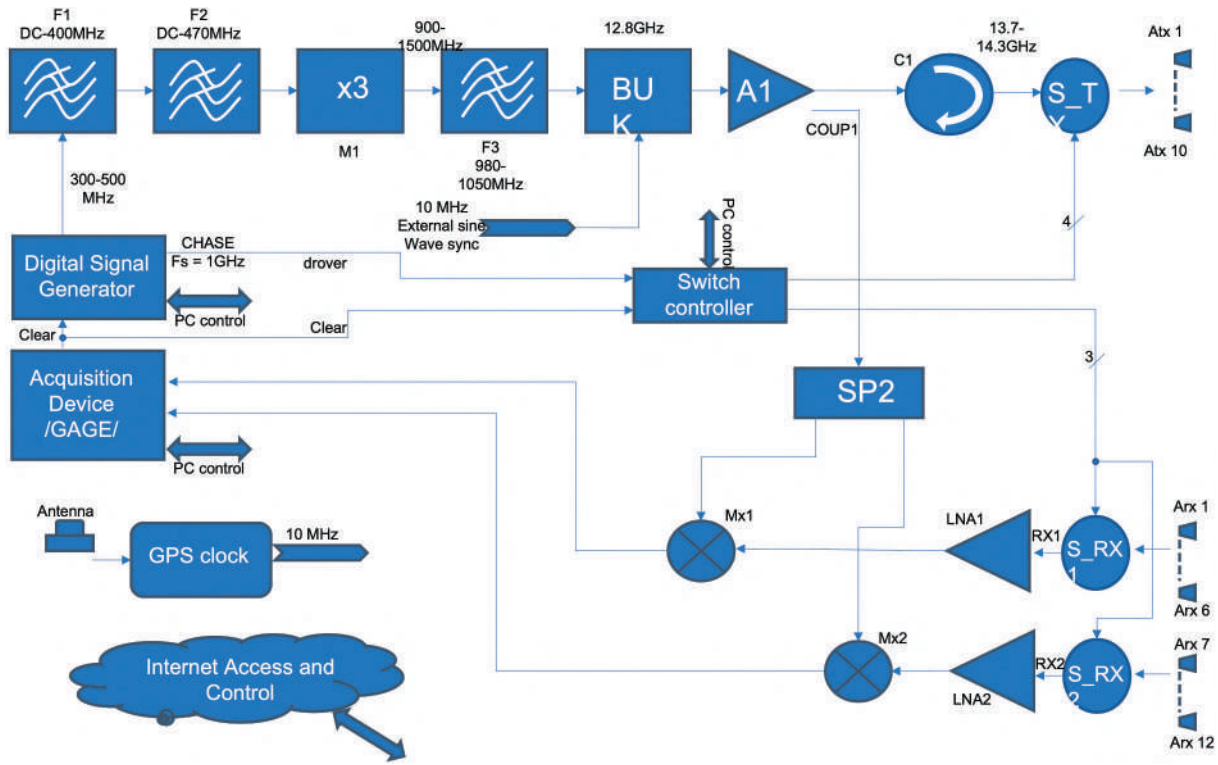 F1
DC-400MHz
F2
DC-470MHz
x3
M1
900-
1500MHz
F3
980-
1050MHz
12.8GHz
BU
K
A1
COUP1
C1
13.7-
14.3GHz
S_T
X
Atx 1
Atx 10
300-500
MHz
10 MHz
External sine
Wave sync
PC control
4
Digital Signal
Generator
CHASE
Fs = 1GHz
drover
PC control
Switch
controller
Clear
Clear
3
Acquisition
Device
/GAGE/
PC control
SP2
Antenna
GPS clock
10 MHz
Mx1
LNA1
RX1
S_RX
1
Arx 1
Arx 6
Internet Access and
Control
Mx2
LNA2
RX2
S_RX
2
Arx 7
Arx 12